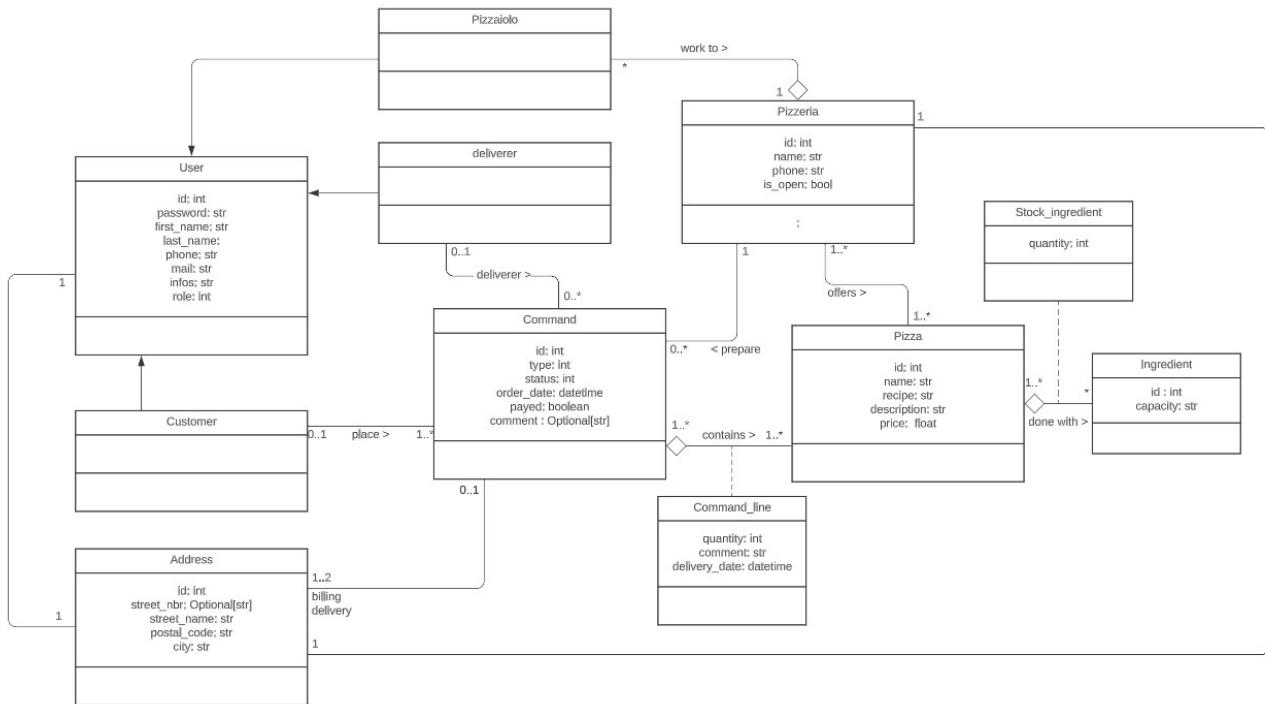 Pizzaiolo
work to >
*
1
Pizzeria
id: int
name: str
phone: str
is_open: bool
:
1
deliverer
User
id: int
password: str
first_name: str
last_name:
phone: str
mail: str
infos: str
role: int
Stock_ingredient
quantity: int
0..1
deliverer >
0..*
1
1..*
offers >
1..*
1
Command
id: int
type: int
status: int
order_date: datetime
payed: boolean
comment : Optional[str]
0..*
< prepare
Pizza
id: int
name: str
recipe: str
description: str
price: float
Ingredient
id : int
capacity: str
1..*
*
done with >
Customer
0..1
place >
1..*
1..*
contains >
1..*
0..1
Command_line
quantity: int
comment: str
delivery_date: datetime
Address
id: int
street_nbr: Optional[str]
street_name: str
postal_code: str
city: str
1..2
billing
delivery
1
1